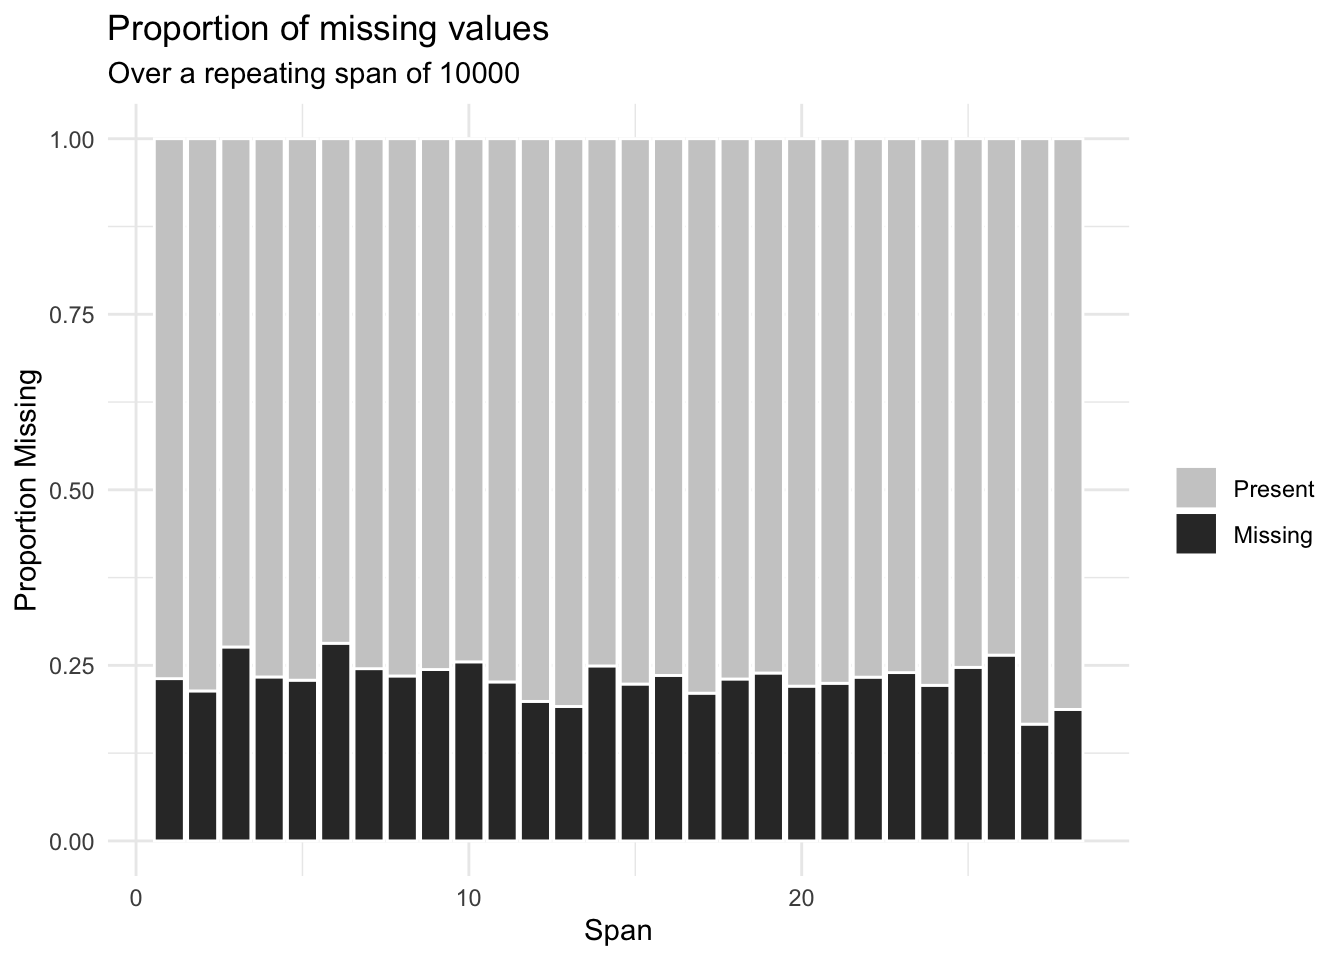 Proportion of missing values
Over a repeating span of 10000
Proportion Missing
1.00
0.75
0.50
0.25
0.00
0 10 20
Span
Present
Missing